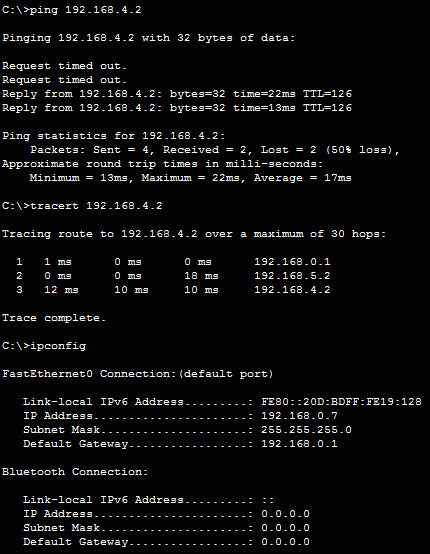 C:\>ping 192.168.4.2
Pinging 192.168.4.2 with 32 bytes of data:
Request timed out.
Request timed out.
Reply from 192.168.4.2: bytes=32 time=22ms TTL=126
Reply from 192.168.4.2: bytes=32 time=13ms TTL=126
Ping statistics for 192.168.4.2:
    Packets: Sent = 4, Received = 2, Lost = 2 (50% loss),
Approximate round trip times in milli-seconds:
    Minimum = 13ms, Maximum = 22ms, Average = 17ms
C:\>tracert 192.168.4.2
Tracing route to 192.168.4.2 over a maximum of 30 hops:
  1   1 ms      0 ms      0 ms      192.168.0.1
  2   0 ms      0 ms      18 ms     192.168.5.2
  3   12 ms     10 ms     10 ms     192.168.4.2
Trace complete.
C:\>ipconfig
FastEthernet0 Connection:(default port)
   Link-local IPv6 Address.........: FE80::20D:BDFF:FE19:128
   IP Address......................: 192.168.0.7
   Subnet Mask.....................: 255.255.255.0
   Default Gateway.................: 192.168.0.1
Bluetooth Connection:
   Link-local IPv6 Address.........: ::
   IP Address......................: 0.0.0.0
   Subnet Mask.....................: 0.0.0.0
   Default Gateway.................: 0.0.0.0